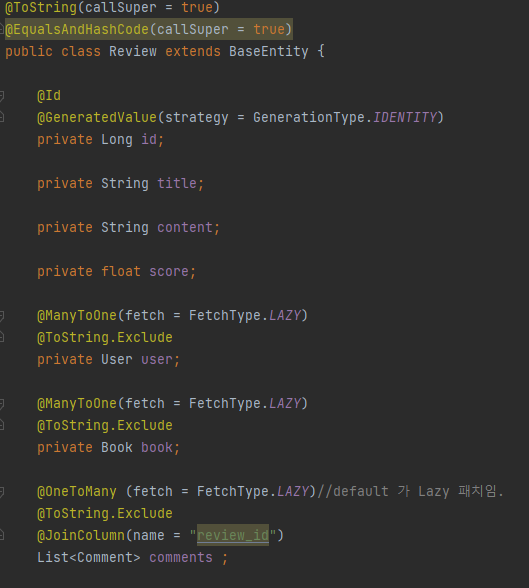 @ToString(callSuper = true)
@EqualsAndHashCode(callSuper = true)
public class Review extends BaseEntity {
@Id
@GeneratedValue(strategy = GenerationType.IDENTITY)
private Long id;
private String title;
private String content;
private float score;
@ManyToOne(fetch = FetchType.LAZY)
@ToString.Exclude
private User user;
@ManyToOne(fetch = FetchType.LAZY)
@ToString.Exclude
private Book book;
@OneToMany (fetch = FetchType.LAZY)//default 가 Lazy 패치임.
@ToString.Exclude
@JoinColumn(name = "review_id")
List<Comment> comments ;